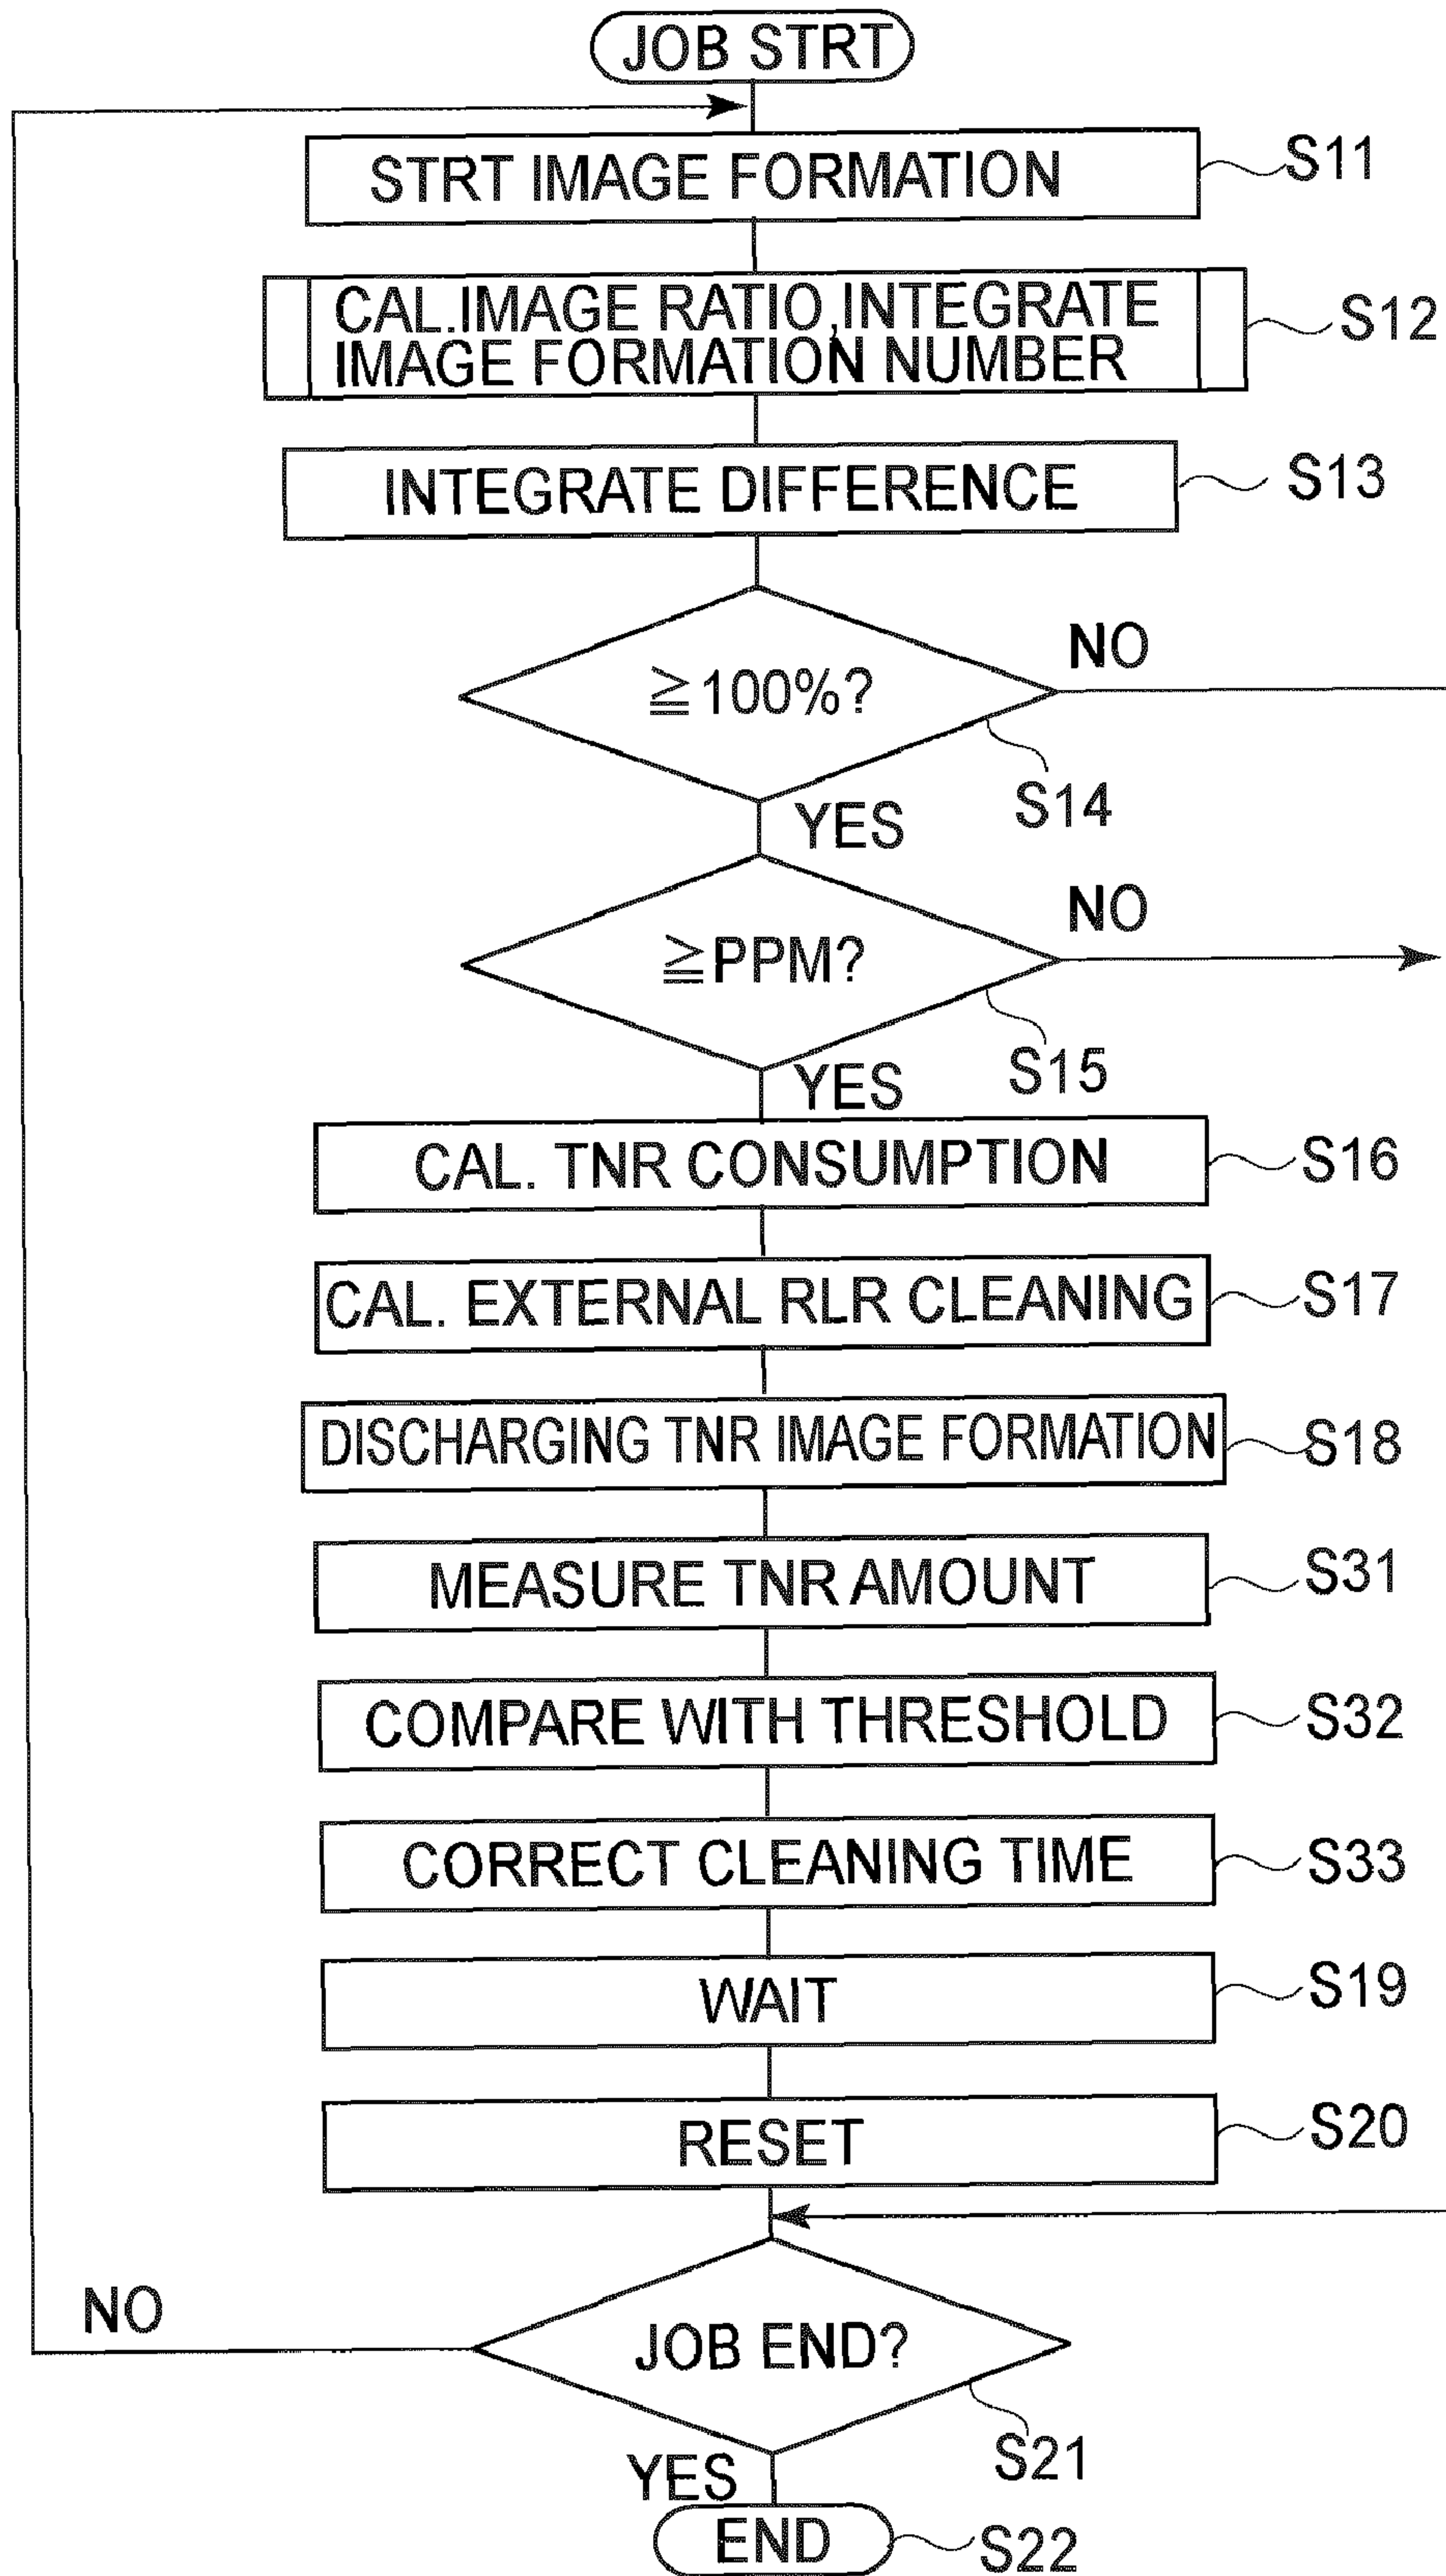 JOB STRT
STRT IMAGE FORMATION
S11
CAL.IMAGE RATIO,INTEGRATE
IMAGE FORMATION NUMBER
S12
INTEGRATE DIFFERENCE
S13
≧100%?
NO
S14
YES
≧PPM?
NO
S15
YES
CAL. TNR CONSUMPTION
S16
CAL. EXTERNAL RLR CLEANING
S17
DISCHARGING TNR IMAGE FORMATION
S18
MEASURE TNR AMOUNT
S31
COMPARE WITH THRESHOLD
S32
CORRECT CLEANING TIME
S33
WAIT
S19
RESET
S20
NO
JOB END?
S21
YES
END
S22